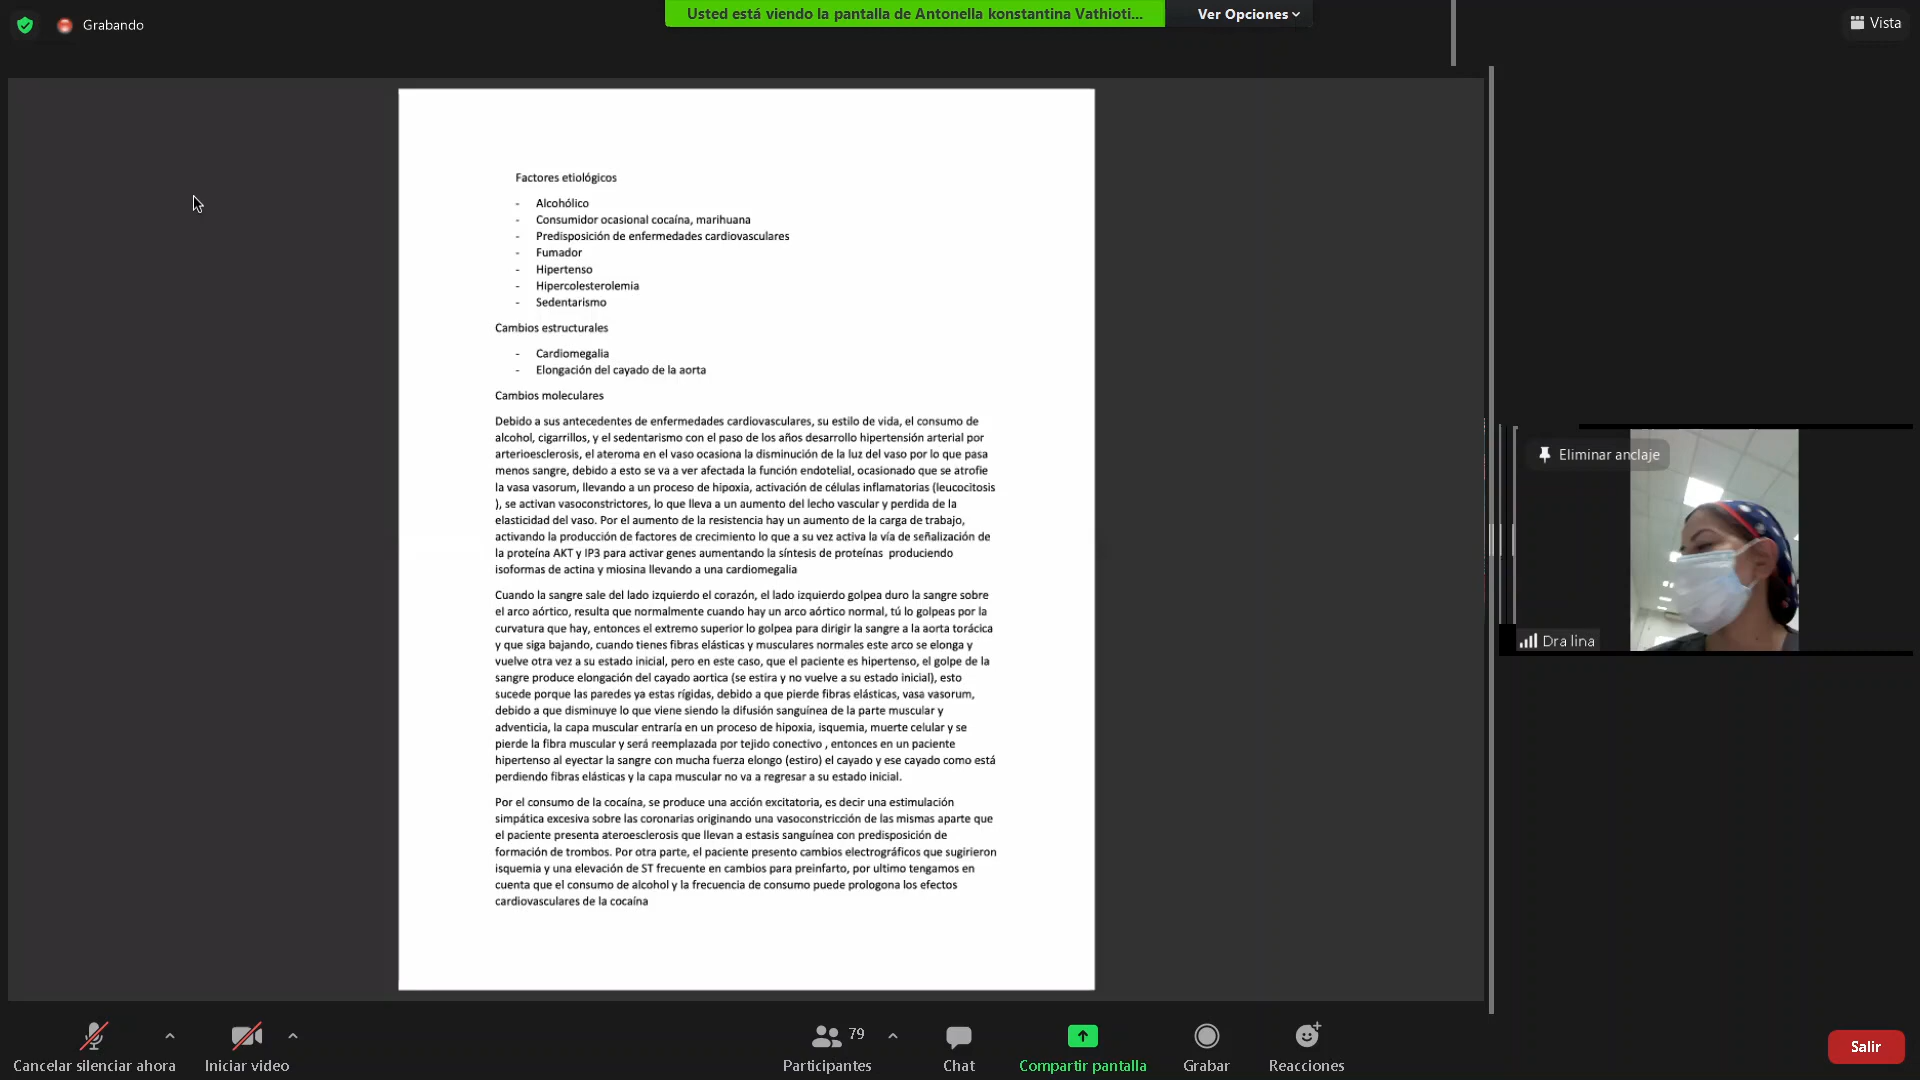 Grabando
Usted está viendo la pantalla de Antonella konstantina Vathioti...
Ver Opciones
Vista
Factores etiológicos
- Alcohólico
- Consumidor ocasional cocaína, marihuana
- Predisposición de enfermedades cardiovasculares
- Fumador
- Hipertenso
- Hipercolesterolemia
- Sedentarismo
Cambios estructurales
- Cardiomegalia
- Elongación del cayado de la aorta
Cambios moleculares
Debido a sus antecedentes de enfermedades cardiovasculares, su estilo de vida, el consumo de
alcohol, cigarrillos, y el sedentarismo con el paso de los años desarrollo hipertensión arterial por
arterioesclerosis, el ateroma en el vaso ocasiona la disminución de la luz del vaso por lo que pasa
menos sangre, debido a esto se va a ver afectada la función endotelial, ocasionado que se atrofie
la vasa vasorum, llevando a un proceso de hipoxia, activación de células inflamatorias (leucocitosis
), se activan vasoconstrictores, lo que lleva a un aumento del lecho vascular y perdida de la
elasticidad del vaso. Por el aumento de la resistencia hay un aumento de la carga de trabajo,
activando la producción de factores de crecimiento lo que a su vez activa la vía de señalización de
la proteína AKT y IP3 para activar genes aumentando la síntesis de proteínas produciendo
isoformas de actina y miosina llevando a una cardiomegalia
Cuando la sangre sale del lado izquierdo el corazón, el lado izquierdo golpea duro la sangre sobre
el arco aórtico, resulta que normalmente cuando hay un arco aórtico normal, tú lo golpeas por la
curvatura que hay, entonces el extremo superior lo golpea para dirigir la sangre a la aorta torácica
y que siga bajando, cuando tienes fibras elásticas y musculares normales este arco se elonga y
vuelve otra vez a su estado inicial, pero en este caso, que el paciente es hipertenso, el golpe de la
sangre produce elongación del cayado aortica (se estira y no vuelve a su estado inicial), esto
sucede porque las paredes ya estas rígidas, debido a que pierde fibras elásticas, vasa vasorum,
debido a que disminuye lo que viene siendo la difusión sanguínea de la parte muscular y
adventicia, la capa muscular entraría en un proceso de hipoxia, isquemia, muerte celular y se
pierde la fibra muscular y será reemplazada por tejido conectivo , entonces en un paciente
hipertenso al eyectar la sangre con mucha fuerza elongo (estiro) el cayado y ese cayado como está
perdiendo fibras elásticas y la capa muscular no va a regresar a su estado inicial.
Por el consumo de la cocaína, se produce una acción excitatoria, es decir una estimulación
simpática excesiva sobre las coronarias originando una vasoconstricción de las mismas aparte que
el paciente presenta ateroesclerosis que llevan a estasis sanguínea con predisposición de
formación de trombos. Por otra parte, el paciente presento cambios electrográficos que sugirieron
isquemia y una elevación de ST frecuente en cambios para preinfarto, por ultimo tengamos en
cuenta que el consumo de alcohol y la frecuencia de consumo puede prologona los efectos
cardiovasculares de la cocaína
Eliminar anclaje
Dra lina
Cancelar silenciar ahora
Iniciar video
79
Participantes
Chat
Compartir pantalla
Grabar
Reacciones
Salir